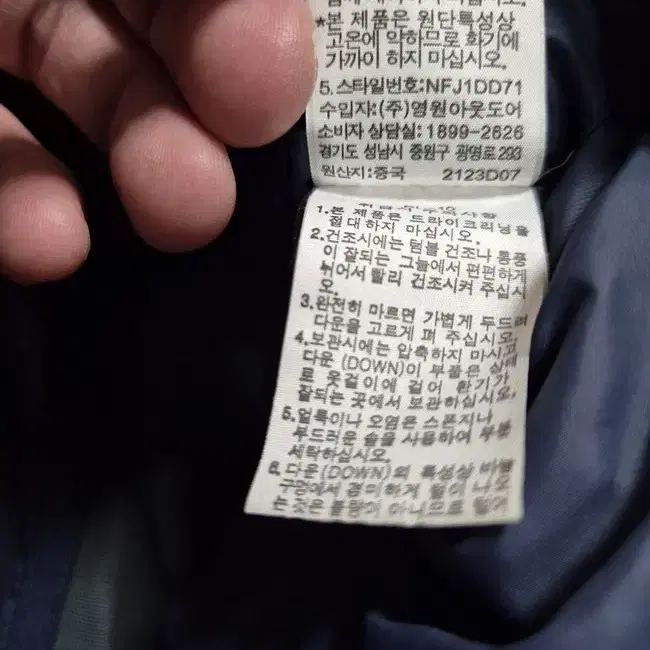 *본 제품은 원단특성상
고온에 약하므로 화기에
가까이 하지 마십시오.
5. 스타일번호:NFJ1DD71
수입자:(주)영원아웃도어
소비자 상담실:1899-2626
경기도 성남시 중원구 광명로 293
원산지:중국 2123D07
1.본 제품은 드라이크리닝을
절대하지 마십시오.
2.건조시에는 텀블 건조나 통풍
이 잘되는 그늘에서 편편하게
뉘어서 빨리 건조시켜 주십시
오.
3.완전히 마르면 가볍게 두드려
다운을 고르게 펴 주십시오.
4.보관시에는 압축하지 마시고
다운 (DOWN)이 부풀은 상태
로 옷걸이에 걸어 환기가
잘되는 곳에서 보관하십시오.
5.얼룩이나 오염은 스폰지나
부드러운 솔을 사용하여 부분
세탁하십시오.
6.다운(DOWN)의 특성상 바블
구멍에서 경미하게 털이 나오
는것은 불량이 아니므로